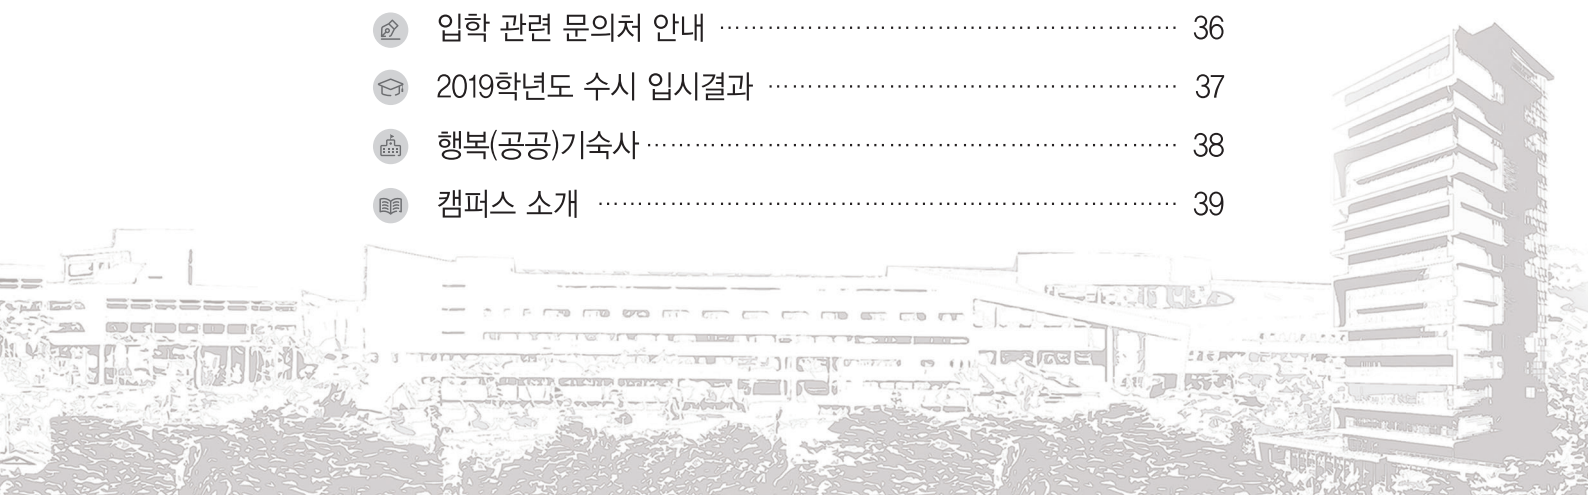 입학 관련 문의처 안내 ························································ 36
2019학년도 수시 입시결과 ·················································· 37
행복(공공)기숙사 ································································ 38
캠퍼스 소개 ······································································· 39